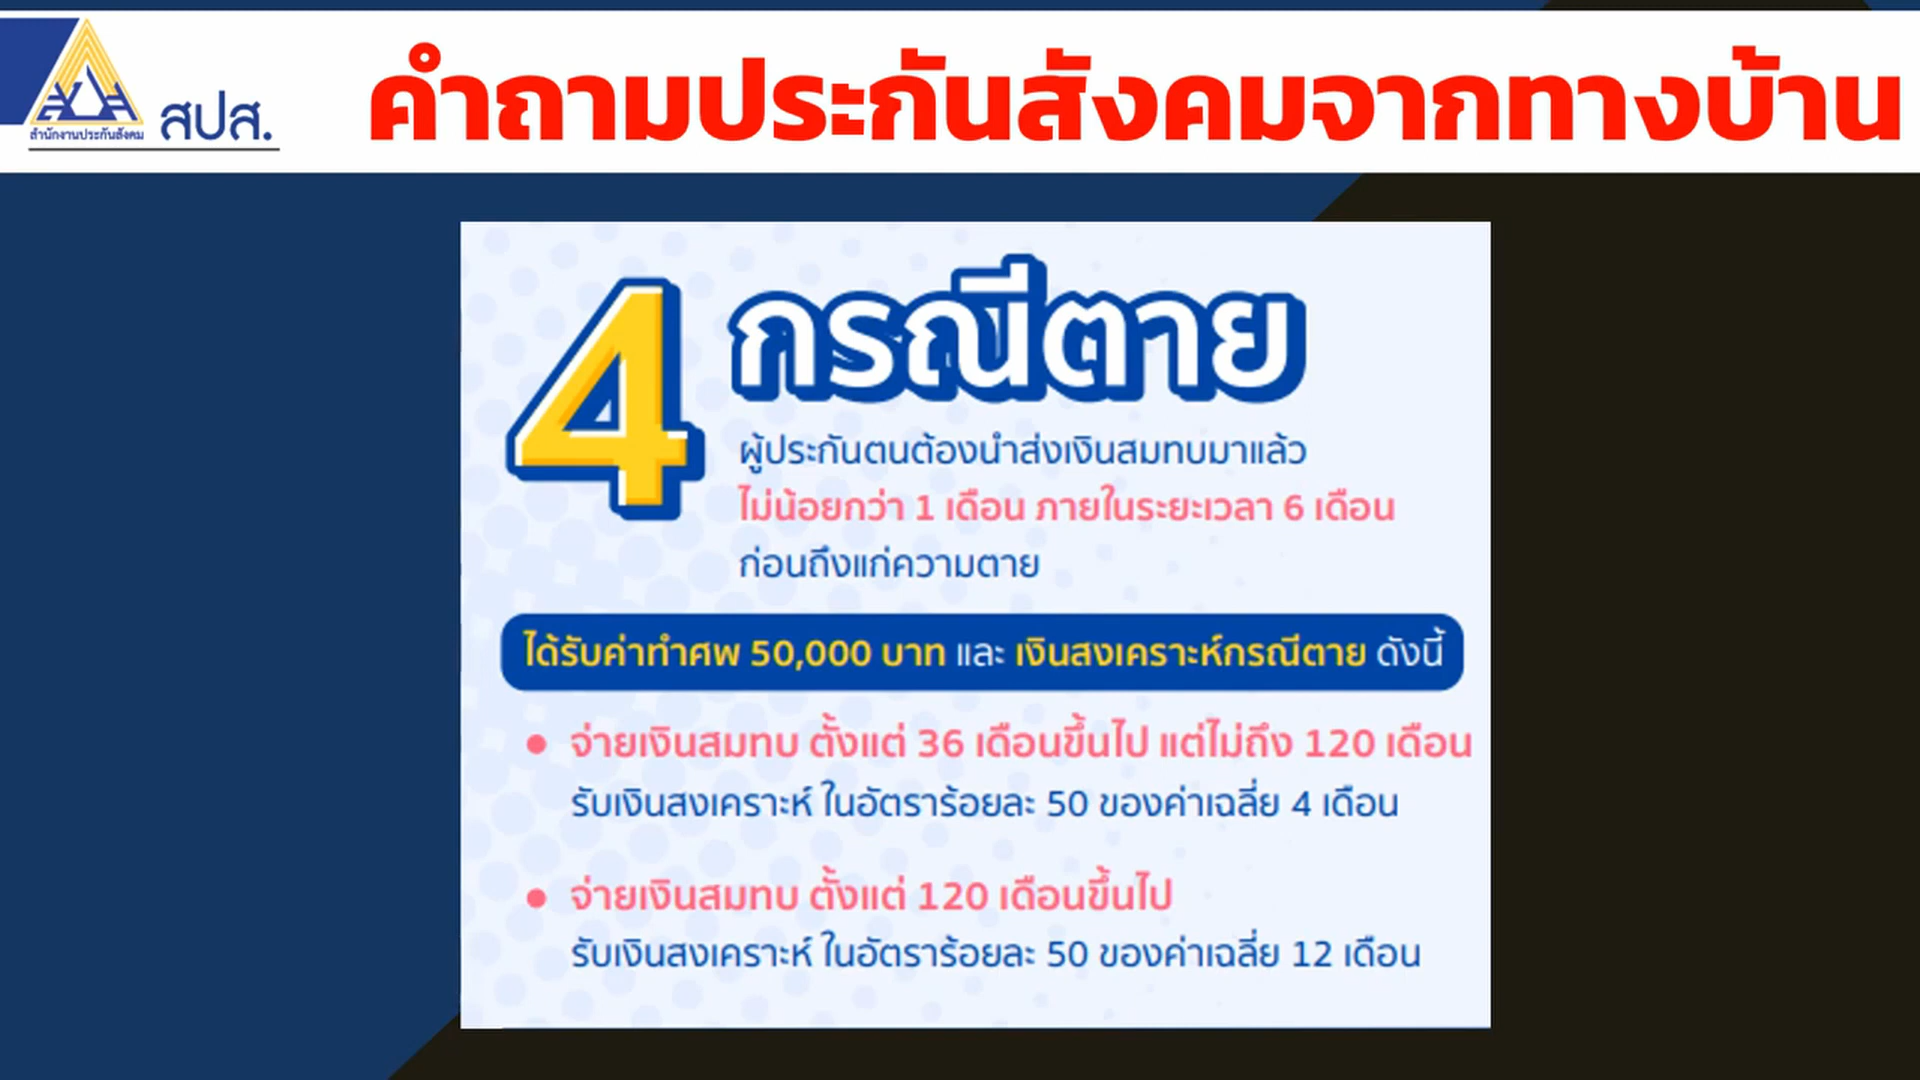 สำนักงานประกันสังคม
สปส.
คำถามประกันสังคมจากทางบ้าน
4 กรณีตาย
ผู้ประกันตนต้องนำส่งเงินสมทบมาแล้ว
ไม่น้อยกว่า 1 เดือน ภายในระยะเวลา 6 เดือน
ก่อนถึงแก่ความตาย
ได้รับค่าทำศพ 50,000 บาท และ เงินสงเคราะห์กรณีตาย ดังนี้
• จ่ายเงินสมทบ ตั้งแต่ 36 เดือนขึ้นไป แต่ไม่ถึง 120 เดือน
รับเงินสงเคราะห์ ในอัตราร้อยละ 50 ของค่าเฉลี่ย 4 เดือน
• จ่ายเงินสมทบ ตั้งแต่ 120 เดือนขึ้นไป
รับเงินสงเคราะห์ ในอัตราร้อยละ 50 ของค่าเฉลี่ย 12 เดือน